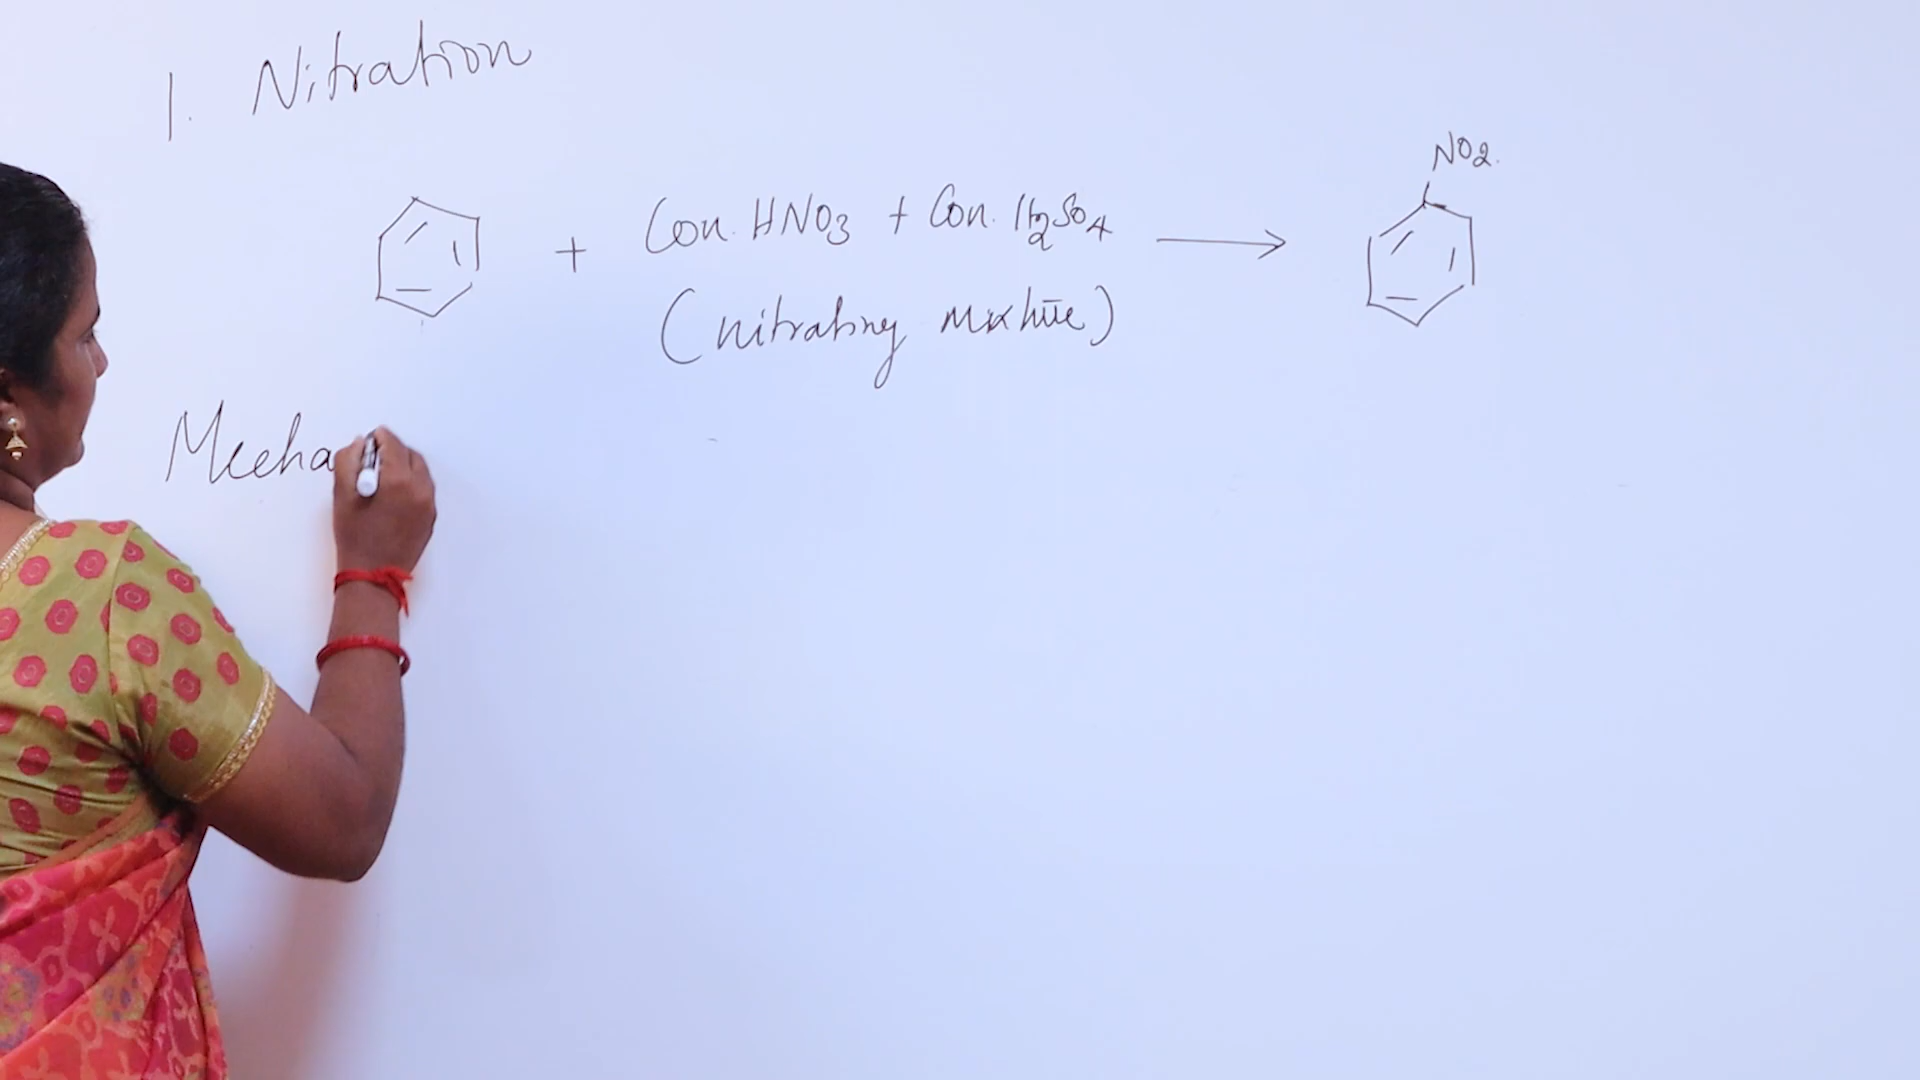 1. Nitration
NO2.
+ Con. HNO3 + Con. H2SO4 ⟶
(nitrating mixture)
Mecha